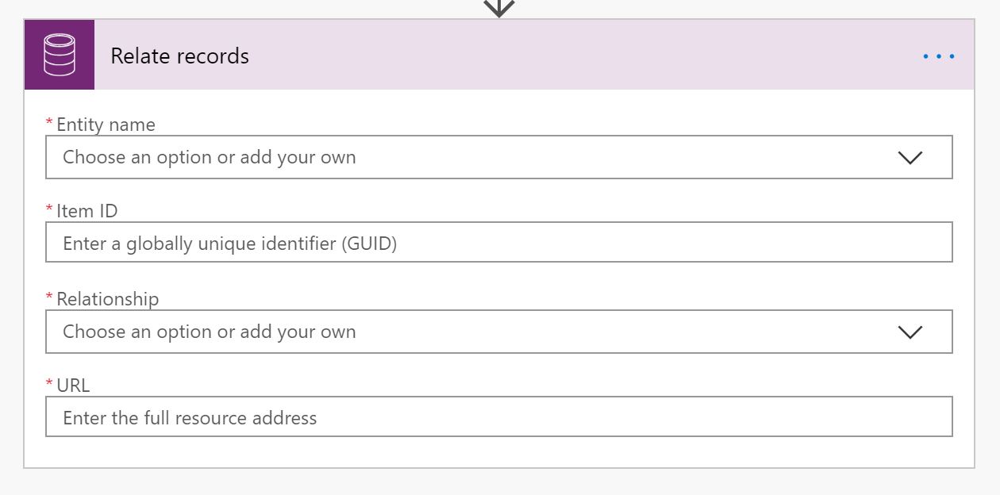 Relate records
* Entity name
Choose an option or add your own
* Item ID
Enter a globally unique identifier (GUID)
* Relationship
Choose an option or add your own
* URL
Enter the full resource address